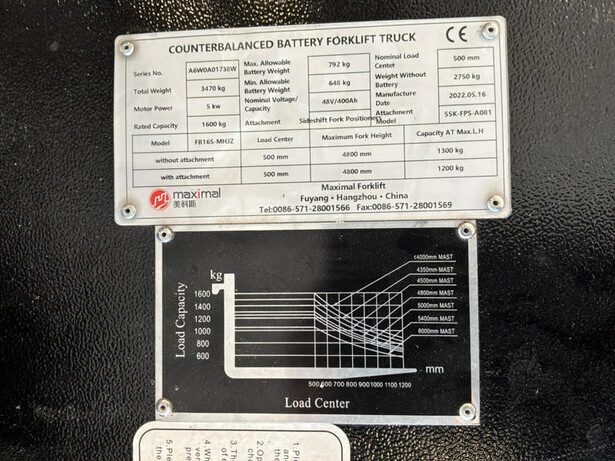 COUNTERBALANCED BATTERY FORKLIFT TRUCK CE
Series No. A6W0A01738W Max. Allowable Battery Weight 792 kg Nominal Load Center 500 mm
Total Weight 3470 kg Min. Allowable Battery Weight 648 kg Weight Without Battery 2750 kg
Motor Power 5 kw Nominal Voltage/ Capacity 48V/400Ah Manufacture Date 2022.05.16
Rated Capacity 1600 kg Attachment Sideshift Fork Positioner Attachment Model 55K-FPS-A081
Model FB16S-MHJZ Load Center Maximum Fork Height Capacity AT Max.L.H
without attachment 500 mm 4800 mm 1300 kg
with attachment 500 mm 4800 mm 1200 kg
maximal
美科斯
Maximal Forklift
Fuyang · Hangzhou · China
Tel:0086-571-28001566 Fax:0086-571-28001569
kg
Load Capacity
1600
1400
1200
1000
800
600
≤4000mm MAST
4350mm MAST
4500mm MAST
4800mm MAST
5000mm MAST
5400mm MAST
6000mm MAST
mm
500 600 700 800 900 1000 1100 1200
Load Center